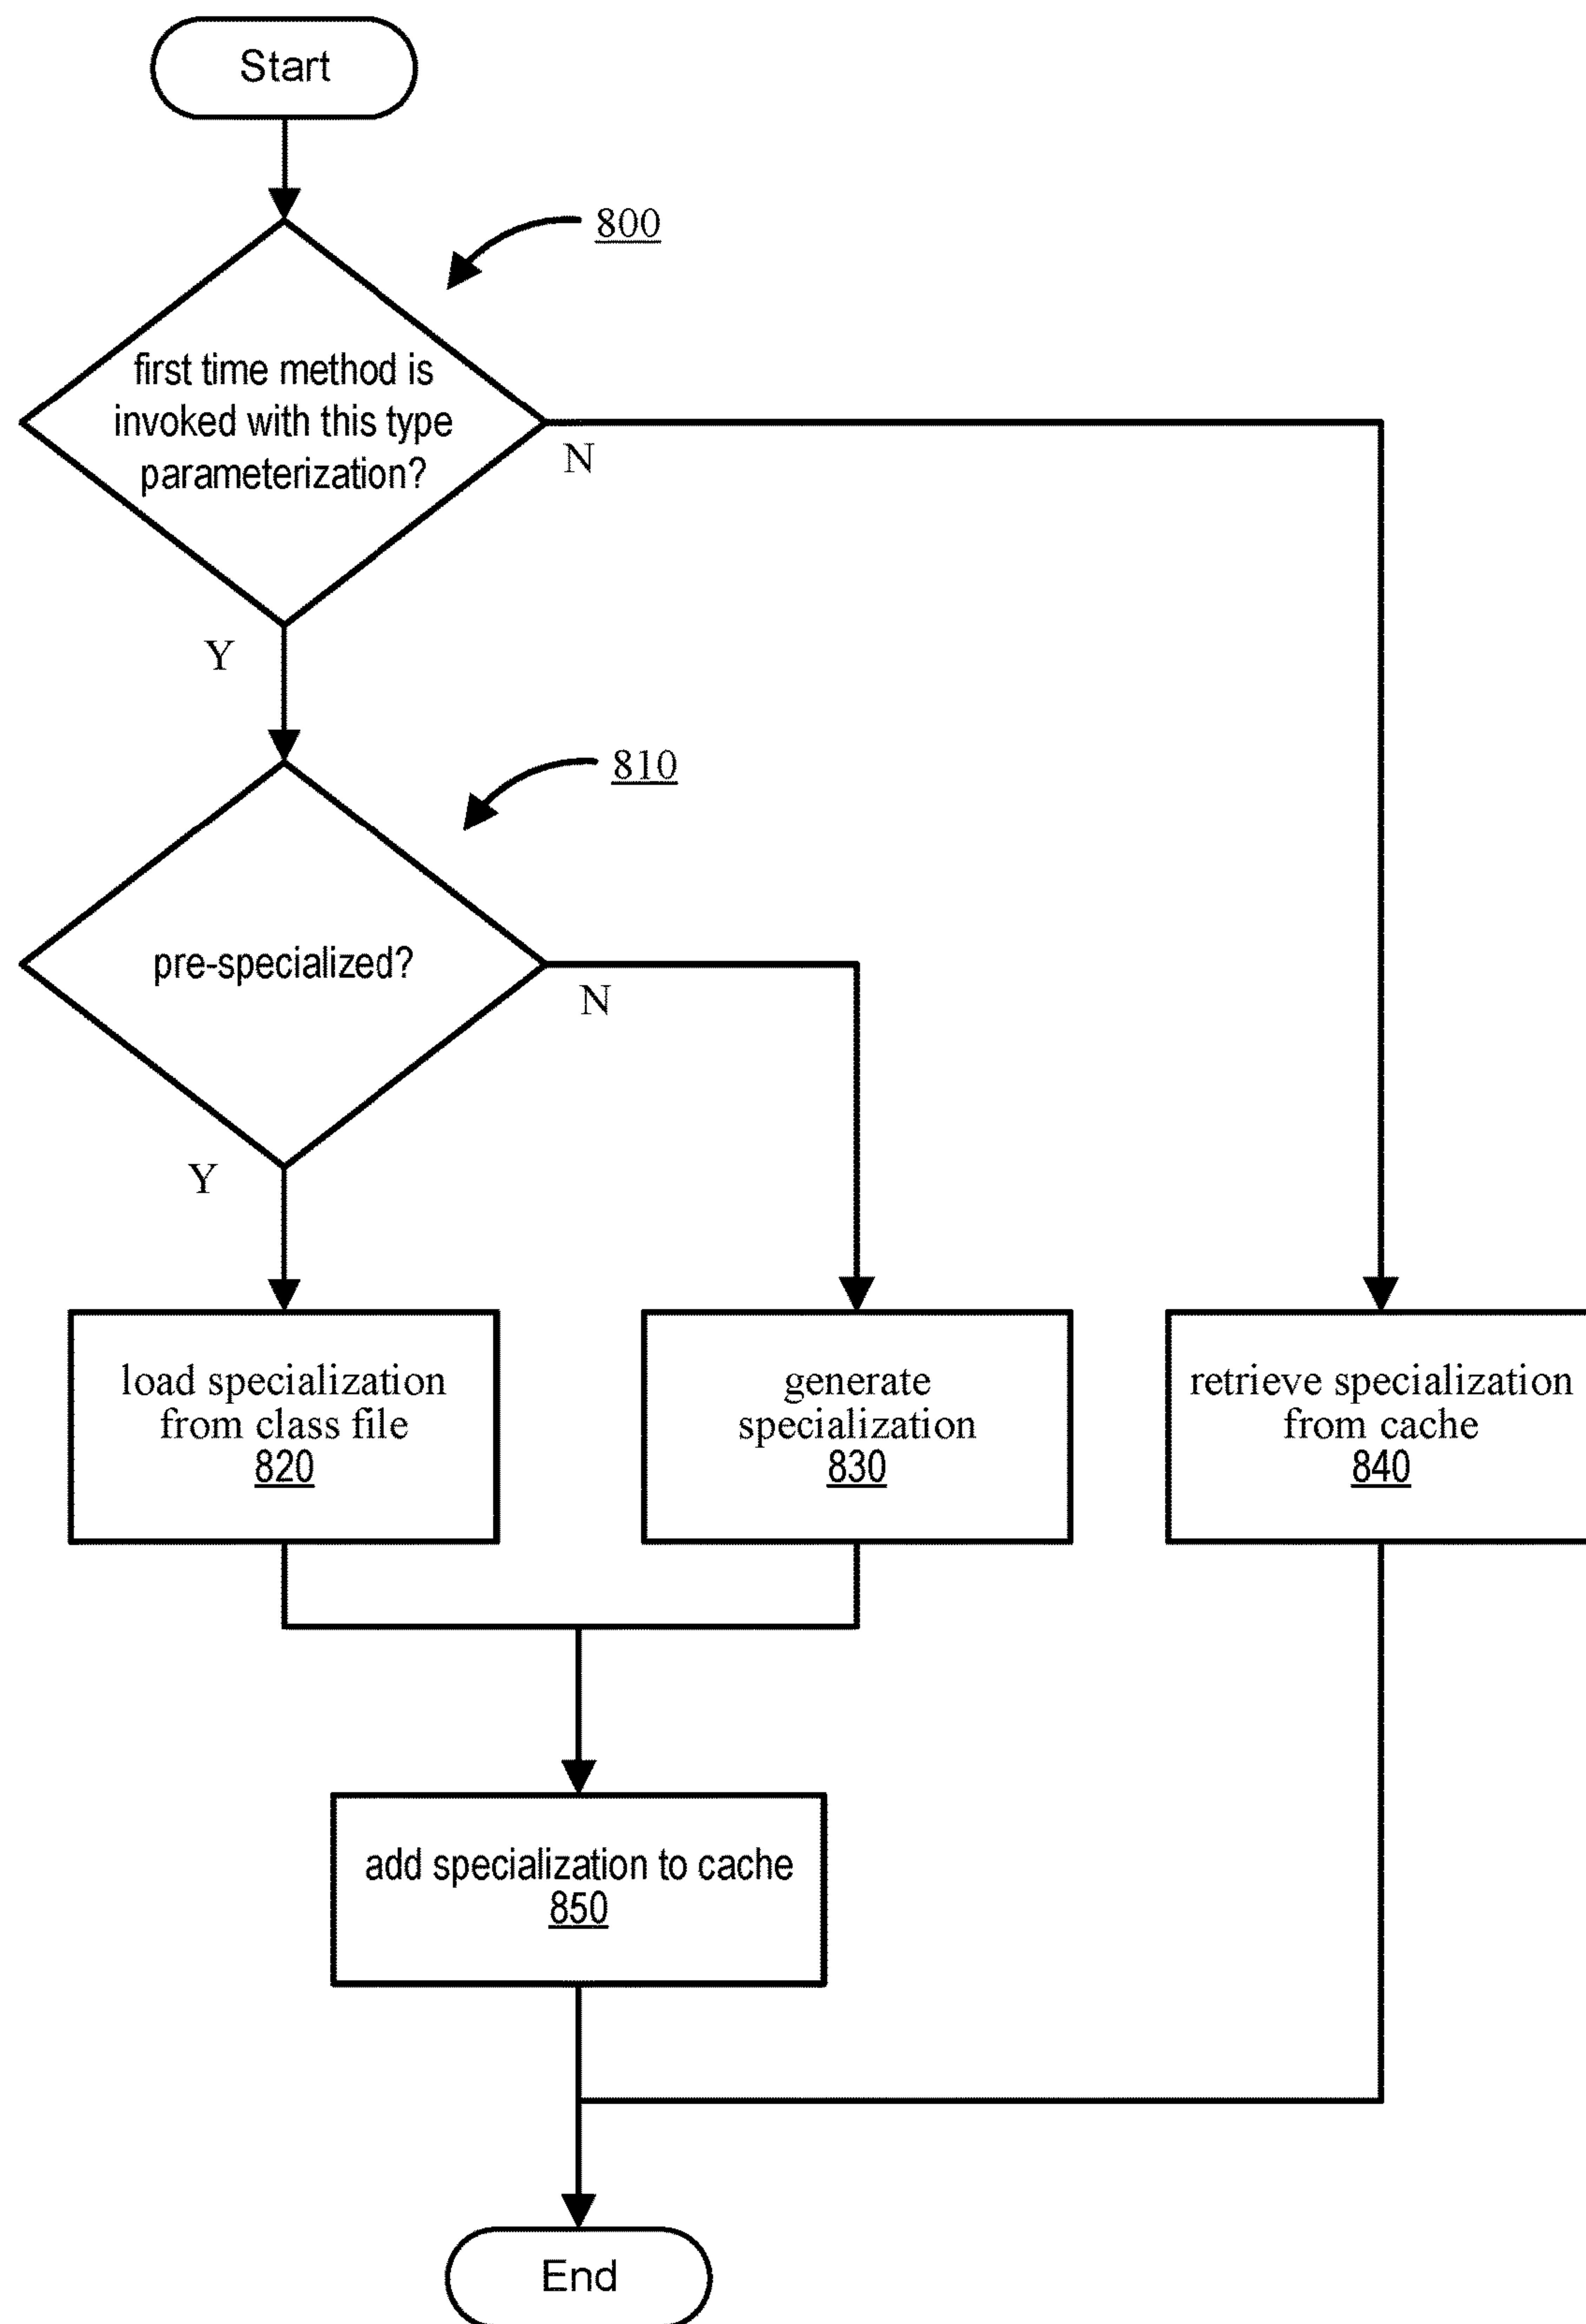 Start
800
first time method is
invoked with this type
parameterization?
N
Y
810
pre-specialized?
N
Y
load specialization
from class file
820
generate
specialization
830
retrieve specialization
from cache
840
add specialization to cache
850
End